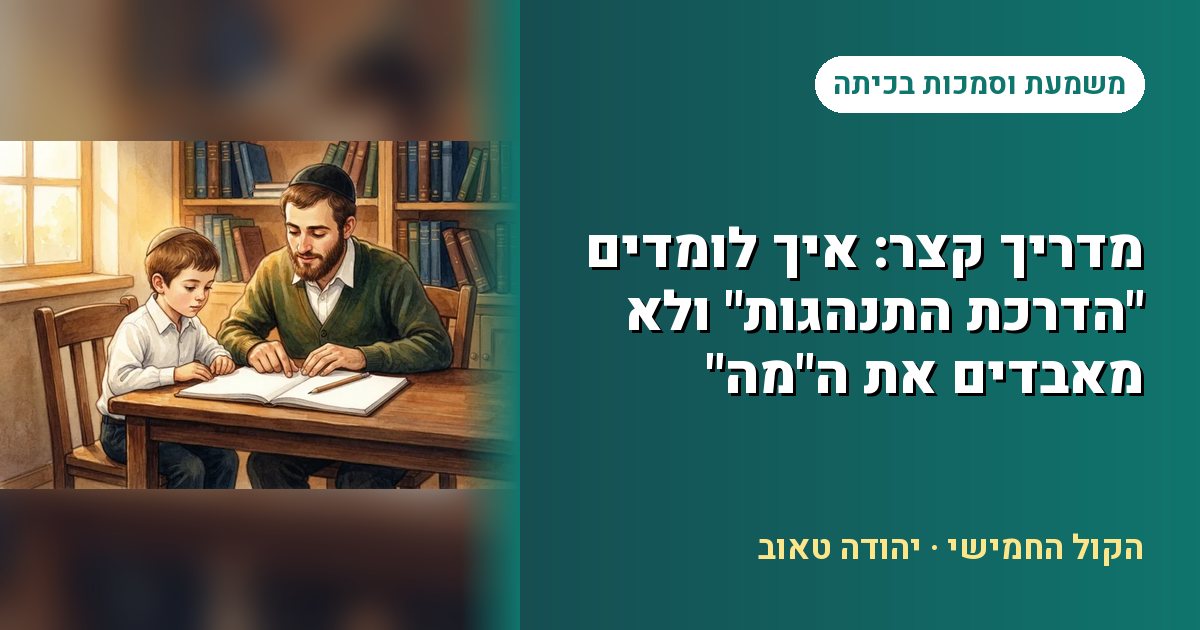 משמעת וסמכות בכיתה
מדריך קצר: איך לומדים
"הדרכת התנהגות" ולא
מאבדים את ה"מה"
הקול החמישי · יהודה טאוב